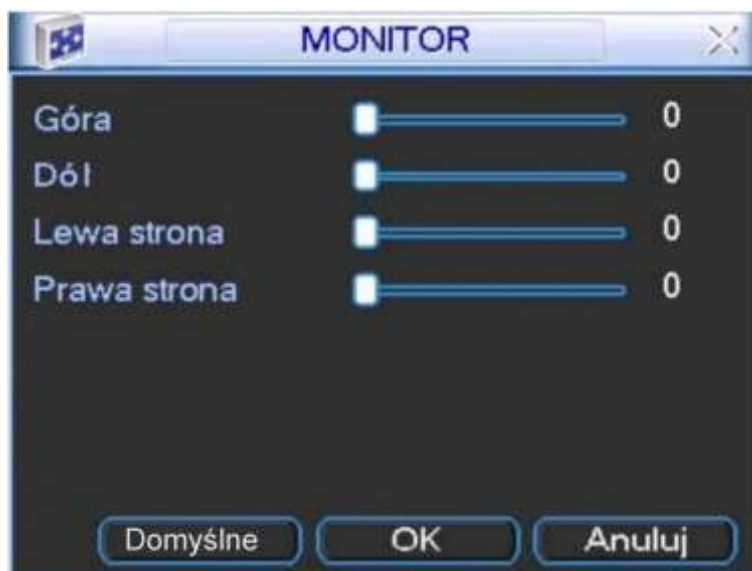 MONITOR
Góra 0
Dół 0
Lewa strona 0
Prawa strona 0
Domyślne OK Anuluj